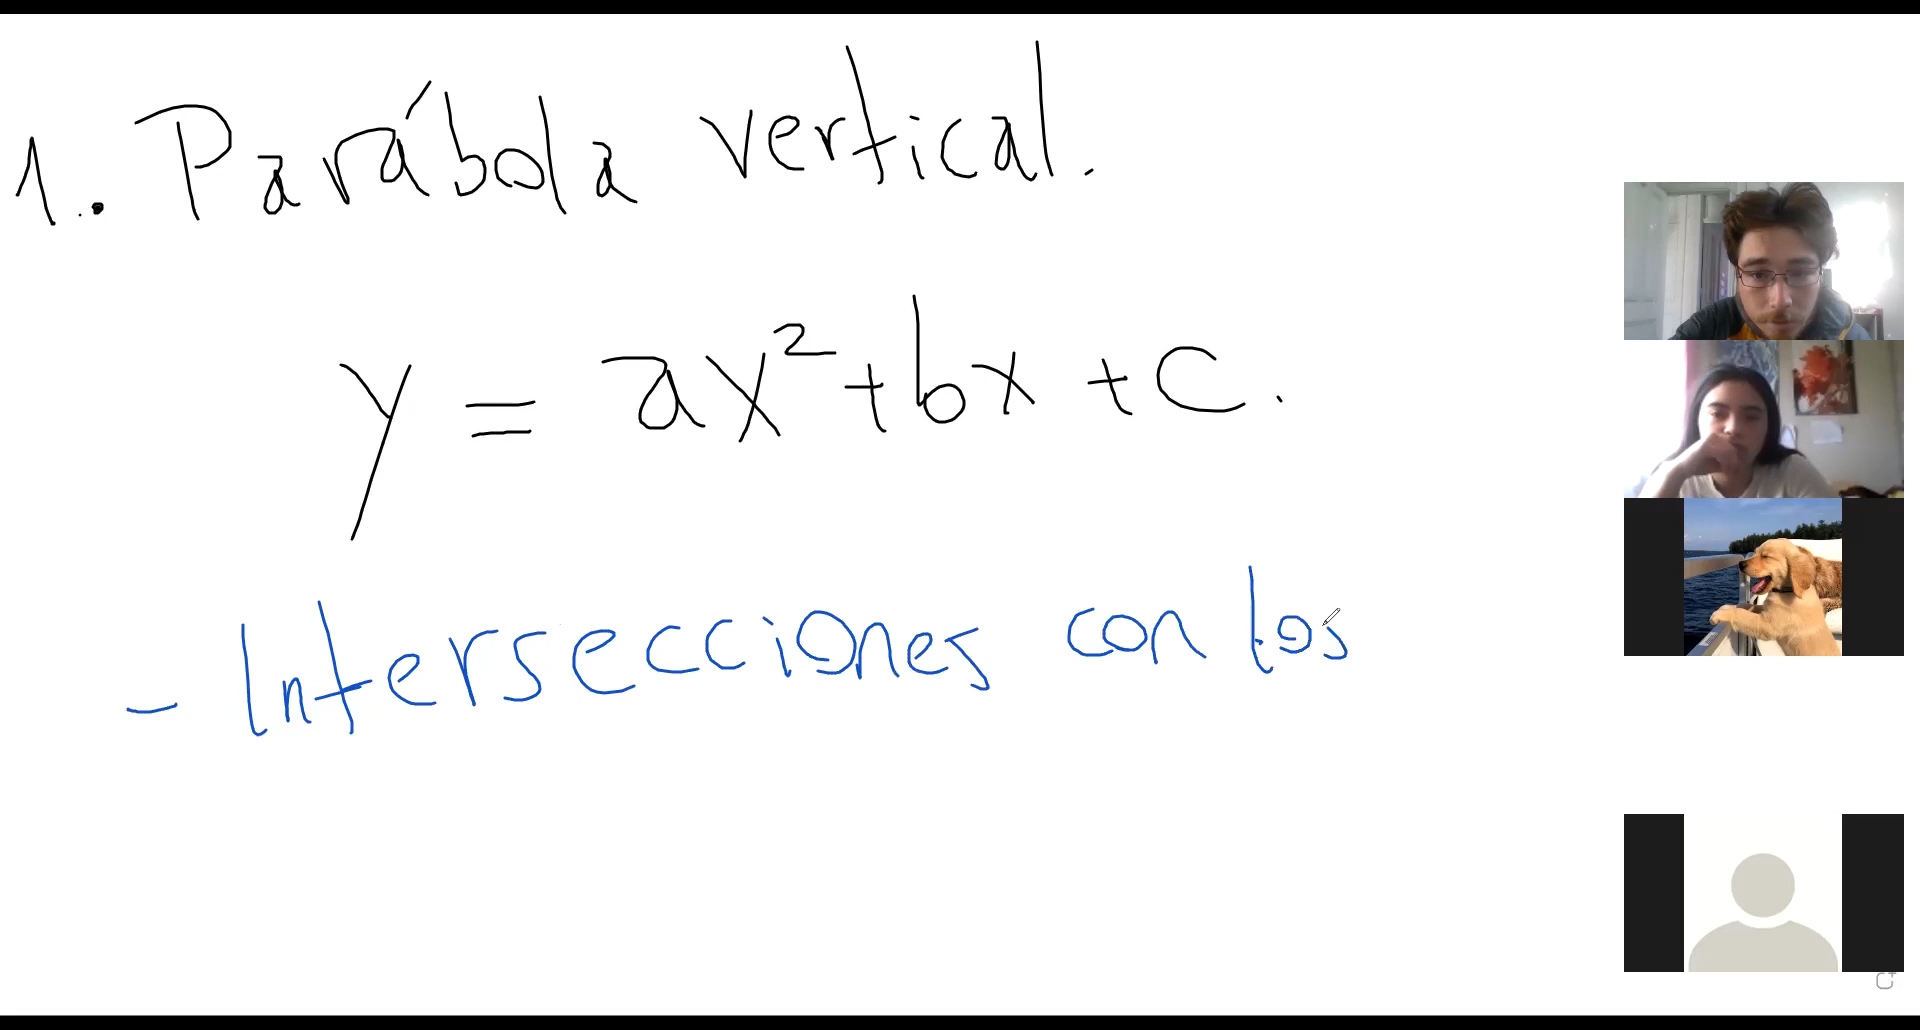 1. Parábola vertical.
y = ax²+bx +c.
- Intersecciones con los